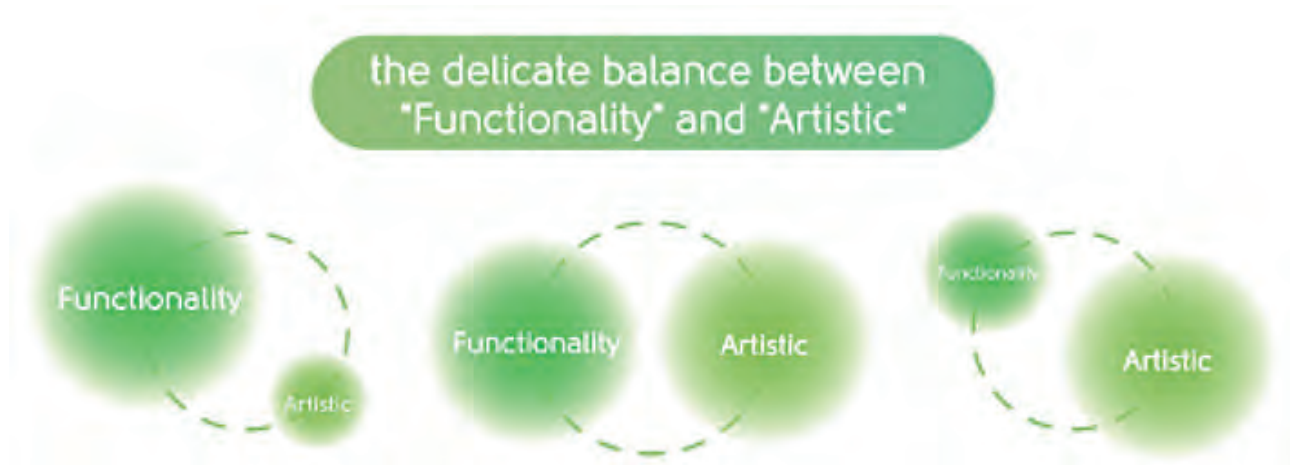 the delicate balance between
"Functionality" and "Artistic"
Functionality
Artistic
Functionality
Artistic
Functionality
Artistic